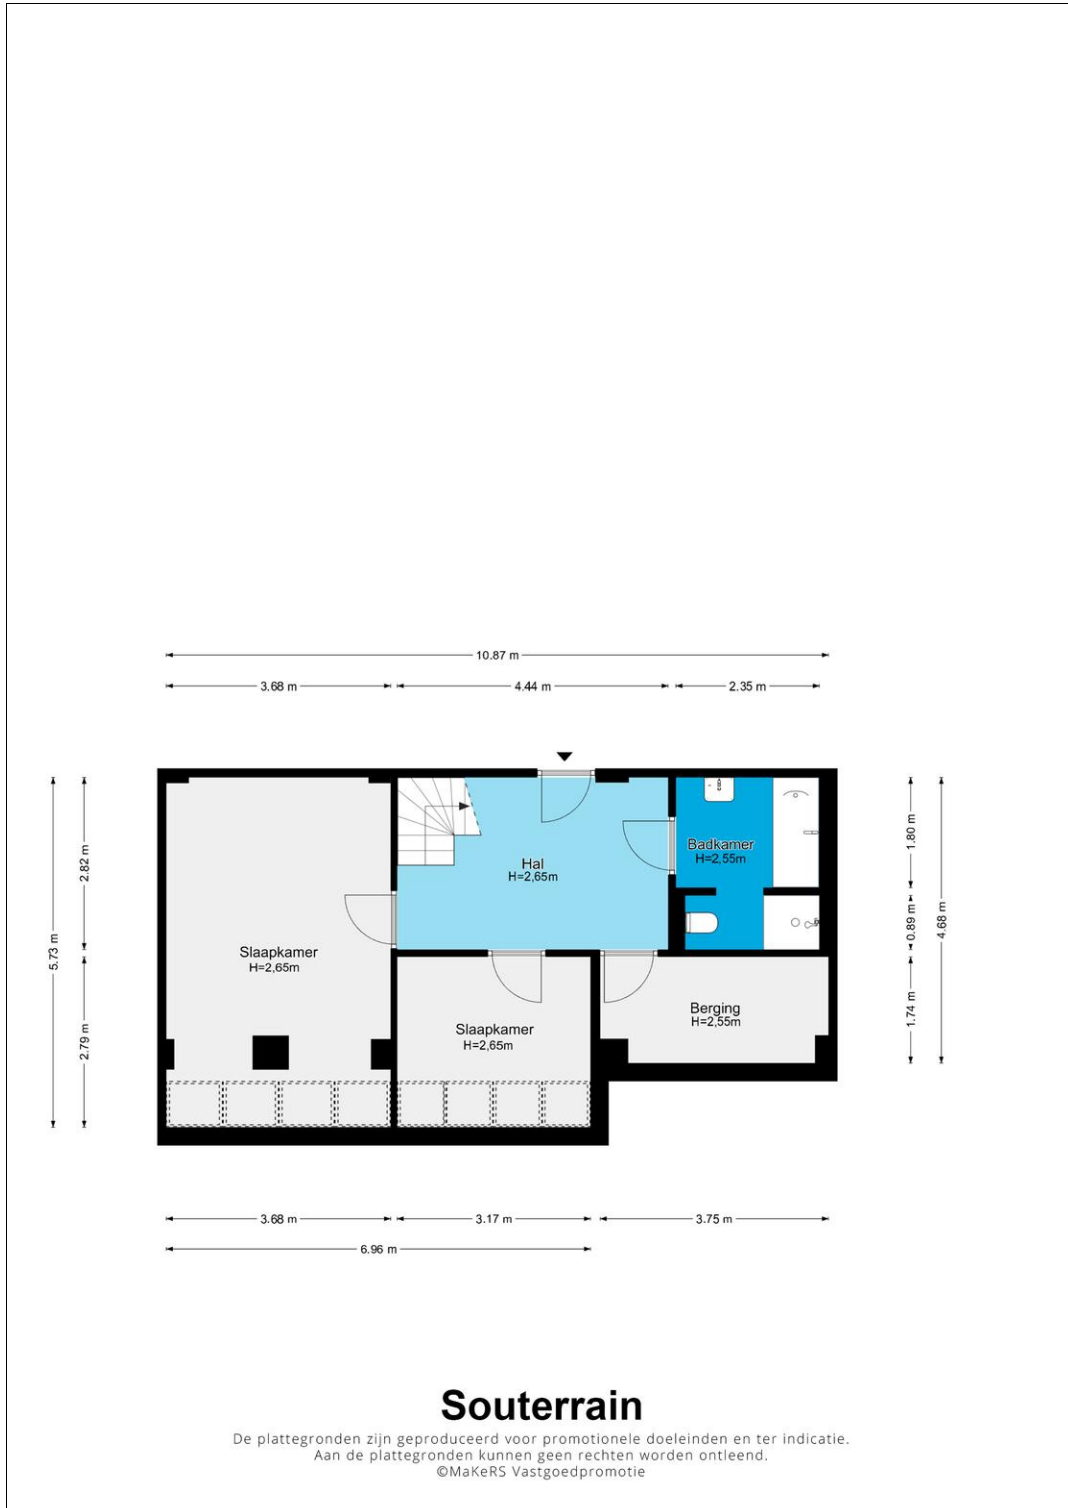 10.87 m
3.68 m
4.44 m
2.35 m
5.73 m
2.82 m
2.79 m
1.80 m
0.89 m
1.74 m
4.68 m
Hal
H=2,65m
Badkamer
H=2,55m
Slaapkamer
H=2,65m
Slaapkamer
H=2,65m
Berging
H=2,55m
3.68 m
3.17 m
3.75 m
6.96 m
Souterrain
De plattegronden zijn geproduceerd voor promotionele doeleinden en ter indicatie.
Aan de plattegronden kunnen geen rechten worden ontleend.
©MaKeRS Vastgoedpromotie